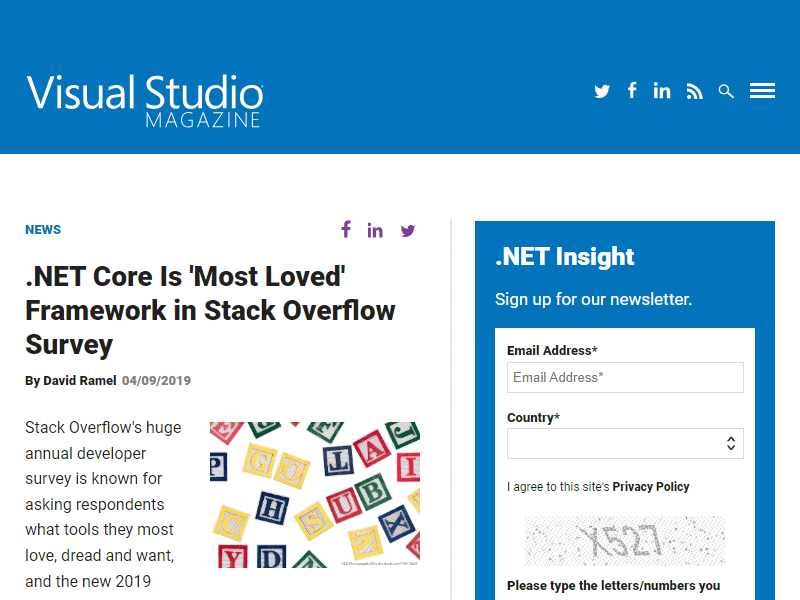 Visual Studio
MAGAZINE
NEWS
.NET Core Is 'Most Loved'
Framework in Stack Overflow
Survey
By David Ramel 04/09/2019
Stack Overflow's huge
annual developer
survey is known for
asking respondents
what tools they most
love, dread and want,
and the new 2019
.NET Insight
Sign up for our newsletter.
Email Address*
Email Address*
Country*
I agree to this site's Privacy Policy
X527
Please type the letters/numbers you